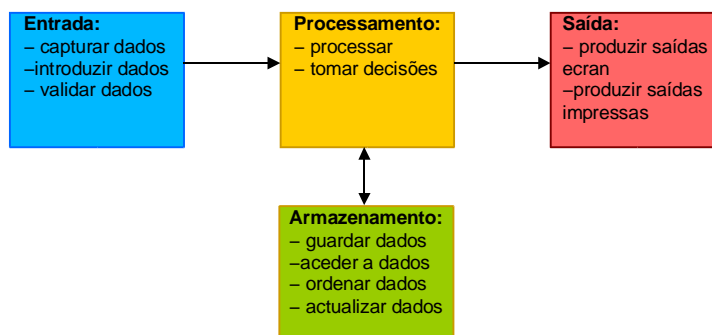 Entrada:
– capturar dados
–introduzir dados
– validar dados
Processamento:
– processar
– tomar decisões
Saída:
– produzir saídas
ecran
–produzir saídas
impressas
Armazenamento:
– guardar dados
–aceder a dados
– ordenar dados
– actualizar dados